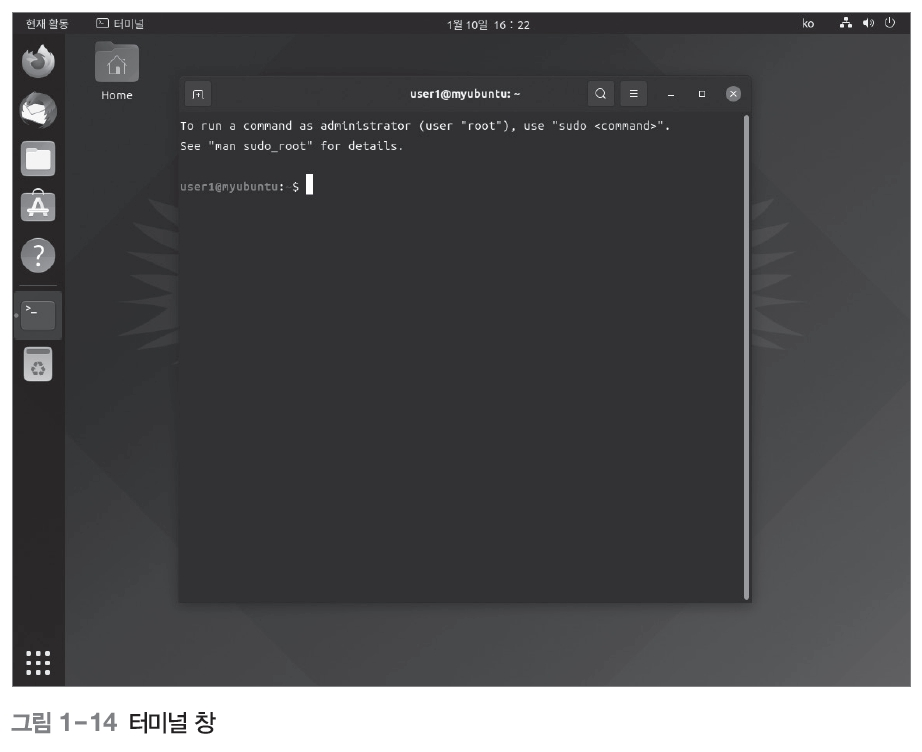 현재 활동 터미널 1월 10일 16 : 22 ko
Home
user1@myubuntu: ~
To run a command as administrator (user "root"), use "sudo <command>".
See "man sudo_root" for details.
user1@myubuntu:~$
그림 1-14 터미널 창